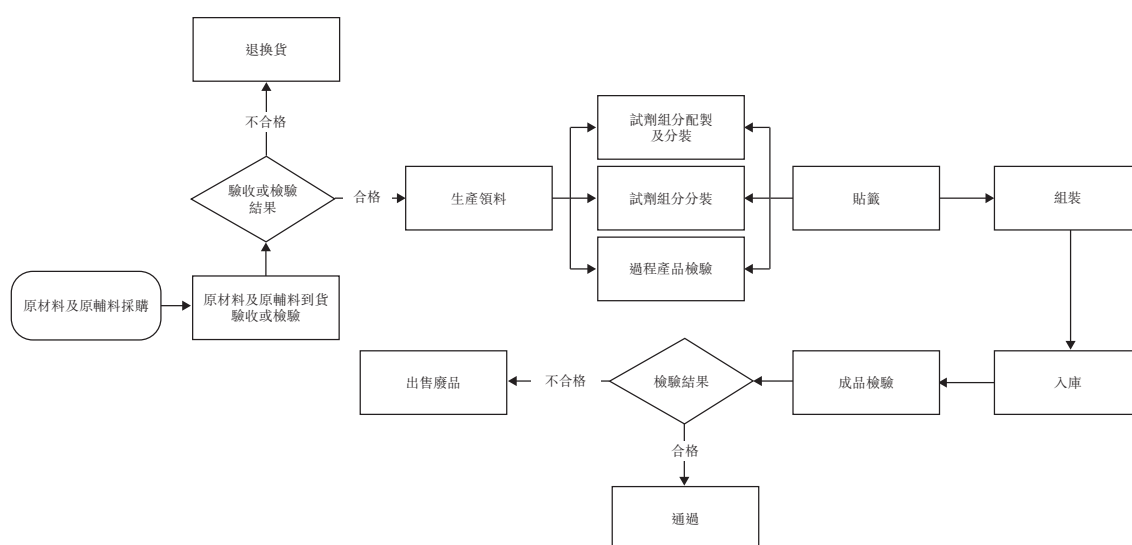 退換貨
不合格
驗收或檢驗
結果
合格
生產領料
試劑組分配製
及分裝
試劑組分分裝
過程產品檢驗
貼籤
組裝
原材料及原輔料採購
原材料及原輔料到貨
驗收或檢驗
出售廢品
不合格
檢驗結果
成品檢驗
入庫
合格
通過